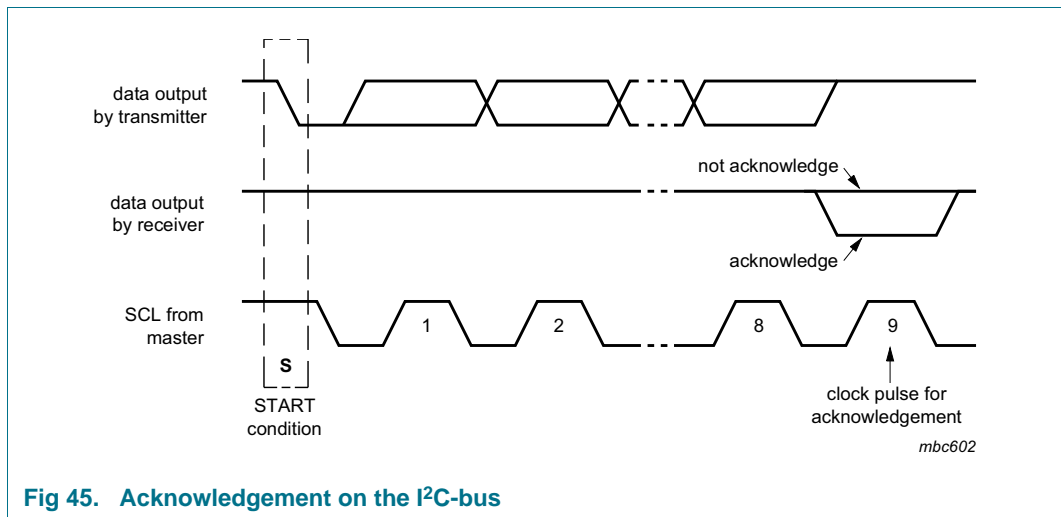 data output
by transmitter
not acknowledge
data output
by receiver
acknowledge
SCL from
master
1
2
8
9
S
START
condition
clock pulse for
acknowledgement
mbc602
Fig 45. Acknowledgement on the I²C-bus